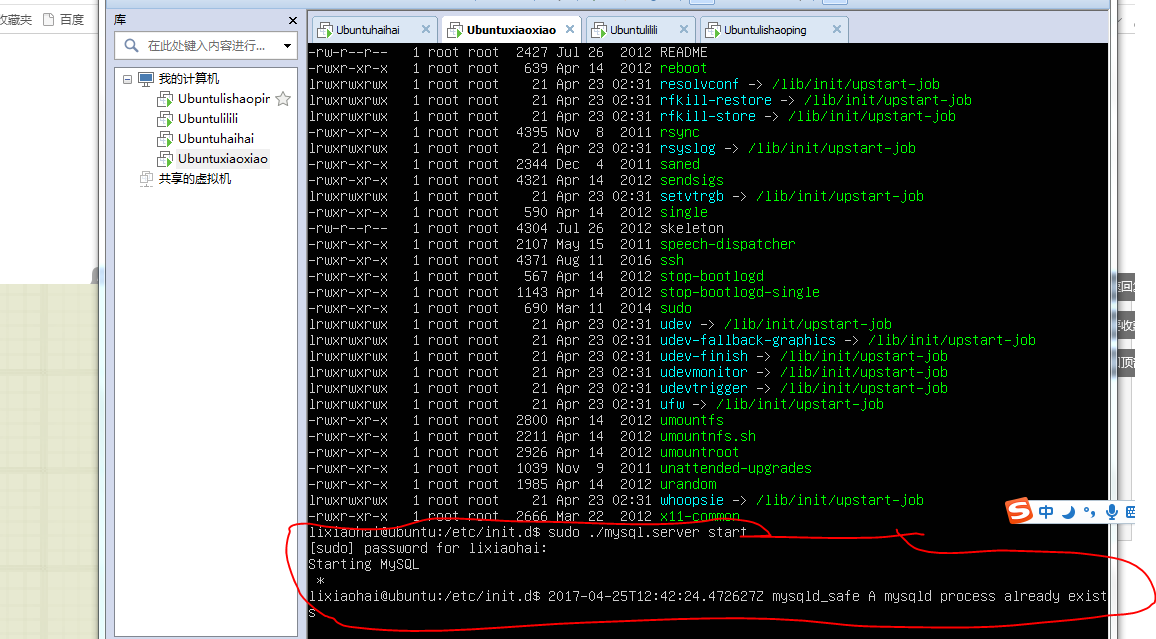 收藏夹 百度
库
在此处键入内容进行...
我的计算机
Ubuntulishaopin
Ubuntulilili
Ubuntuhaihai
Ubuntuxiaoxiao
共享的虚拟机
Ubuntuhaihai Ubuntuxiaoxiao Ubuntulilili Ubuntulishaoping
-rw-r--r-- 1 root root 2427 Jul 26 2012 README
-rwxr-xr-x 1 root root 639 Apr 14 2012 reboot
lrwxrwxrwx 1 root root 21 Apr 23 02:31 resolvconf -> /lib/init/upstart-job
lrwxrwxrwx 1 root root 21 Apr 23 02:31 rfkill-restore -> /lib/init/upstart-job
lrwxrwxrwx 1 root root 21 Apr 23 02:31 rfkill-store -> /lib/init/upstart-job
-rwxr-xr-x 1 root root 4395 Nov 8 2011 rsync
lrwxrwxrwx 1 root root 21 Apr 23 02:31 rsyslog -> /lib/init/upstart-job
-rwxr-xr-x 1 root root 2344 Dec 4 2011 saned
-rwxr-xr-x 1 root root 4321 Apr 14 2012 sendsigs
lrwxrwxrwx 1 root root 21 Apr 23 02:31 setvtrgb -> /lib/init/upstart-job
-rwxr-xr-x 1 root root 590 Apr 14 2012 single
-rw-r--r-- 1 root root 4304 Jul 26 2012 skeleton
-rwxr-xr-x 1 root root 2107 May 15 2011 speech-dispatcher
-rwxr-xr-x 1 root root 4371 Aug 11 2016 ssh
-rwxr-xr-x 1 root root 567 Apr 14 2012 stop-bootlogd
-rwxr-xr-x 1 root root 1143 Apr 14 2012 stop-bootlogd-single
-rwxr-xr-x 1 root root 690 Mar 11 2014 sudo
lrwxrwxrwx 1 root root 21 Apr 23 02:31 udev -> /lib/init/upstart-job
lrwxrwxrwx 1 root root 21 Apr 23 02:31 udev-fallback-graphics -> /lib/init/upstart-job
lrwxrwxrwx 1 root root 21 Apr 23 02:31 udev-finish -> /lib/init/upstart-job
lrwxrwxrwx 1 root root 21 Apr 23 02:31 udevmonitor -> /lib/init/upstart-job
lrwxrwxrwx 1 root root 21 Apr 23 02:31 udevtrigger -> /lib/init/upstart-job
lrwxrwxrwx 1 root root 21 Apr 23 02:31 ufw -> /lib/init/upstart-job
-rwxr-xr-x 1 root root 2800 Apr 14 2012 umountfs
-rwxr-xr-x 1 root root 2211 Apr 14 2012 umountnfs.sh
-rwxr-xr-x 1 root root 2926 Apr 14 2012 umountroot
-rwxr-xr-x 1 root root 1039 Nov 9 2011 unattended-upgrades
-rwxr-xr-x 1 root root 1985 Apr 14 2012 urandom
lrwxrwxrwx 1 root root 21 Apr 23 02:31 whoopsie -> /lib/init/upstart-job
-rwxr-xr-x 1 root root 2666 Mar 22 2012 x11-common
lixiaohai@ubuntu:/etc/init.d$ sudo ./mysql.server start
[sudo] password for lixiaohai:
Starting MySQL
*
lixiaohai@ubuntu:/etc/init.d$ 2017-04-25T12:42:24.472627Z mysqld_safe A mysqld process already exist
s
S 中